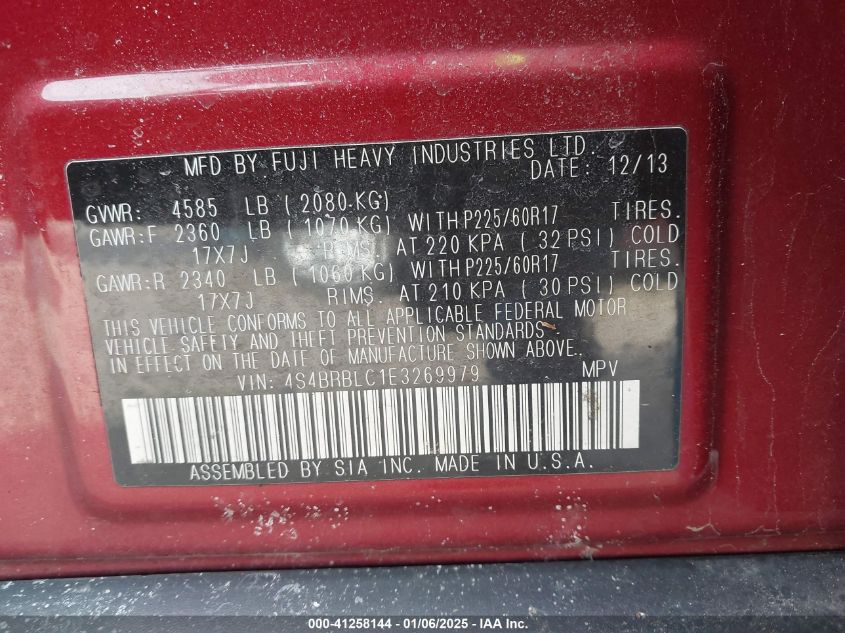 MFD BY FUJI HEAVY INDUSTRIES LTD.
DATE: 12/13
GVWR: 4585 LB (2080-KG)
GAWR:F 2360 LB (1070 KG) WITH P225/60R17 TIRES.
17X7J RIMS. AT 220 KPA (32 PSI) COLD
GAWR:R 2340 LB (1060 KG) WITH P225/60R17 TIRES.
17X7J RIMS. AT 210 KPA (30 PSI) COLD
THIS VEHICLE CONFORMS TO ALL APPLICABLE FEDERAL MOTOR
VEHICLE SAFETY AND THEFT PREVENTION STANDARDS
IN EFFECT ON THE DATE OF MANUFACTURE SHOWN ABOVE.
VIN: 4S4BRBLC1E3269979 MPV
ASSEMBLED BY SIA INC. MADE IN U.S.A.
000-41258144 - 01/06/2025 - IAA Inc.